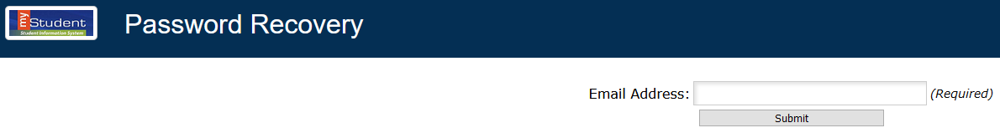 my Student
Student Information System
Password Recovery
Email Address: (Required)
Submit